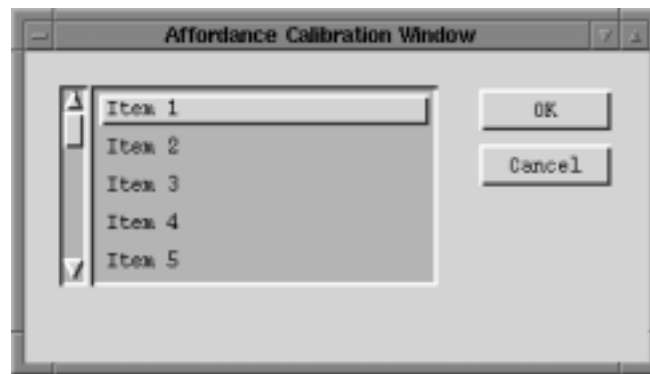 Affordance Calibration Window
Item 1
OK
Item 2
Cancel
Item 3
Item 4
Item 5